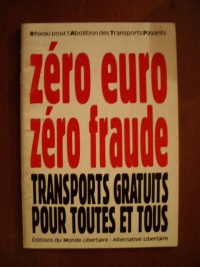 Réseau pour l'Abolition des Transports Payants
zéro euro
zéro fraude
TRANSPORTS GRATUITS
POUR TOUTES ET TOUS
Editions du Monde Libertaire - Alternative Libertaire